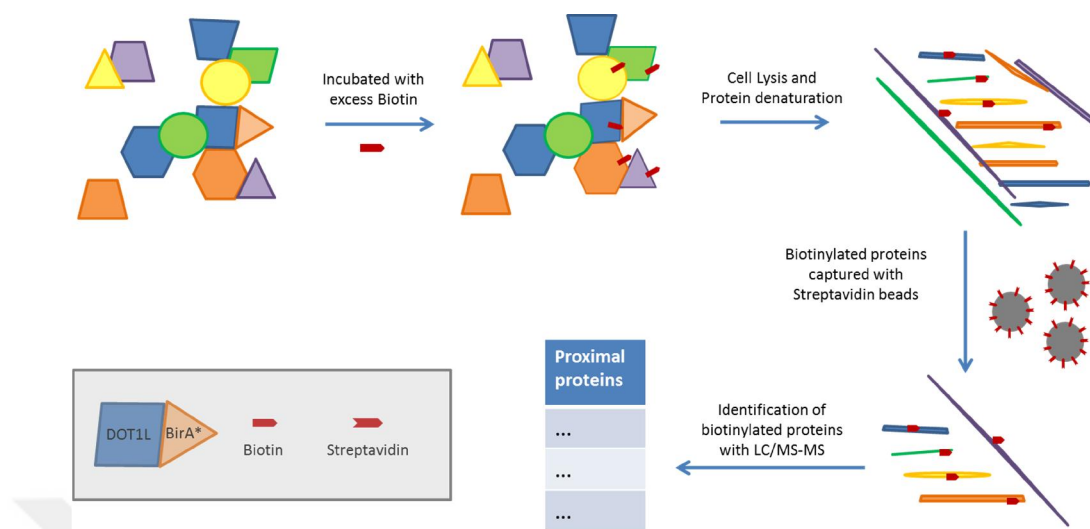 Incubated with
excess Biotin
Cell Lysis and
Protein denaturation
Biotinylated proteins
captured with
Streptavidin beads
Identification of
biotinylated proteins
with LC/MS-MS
Proximal
proteins
...
...
...
DOT1L
BirA*
Biotin
Streptavidin